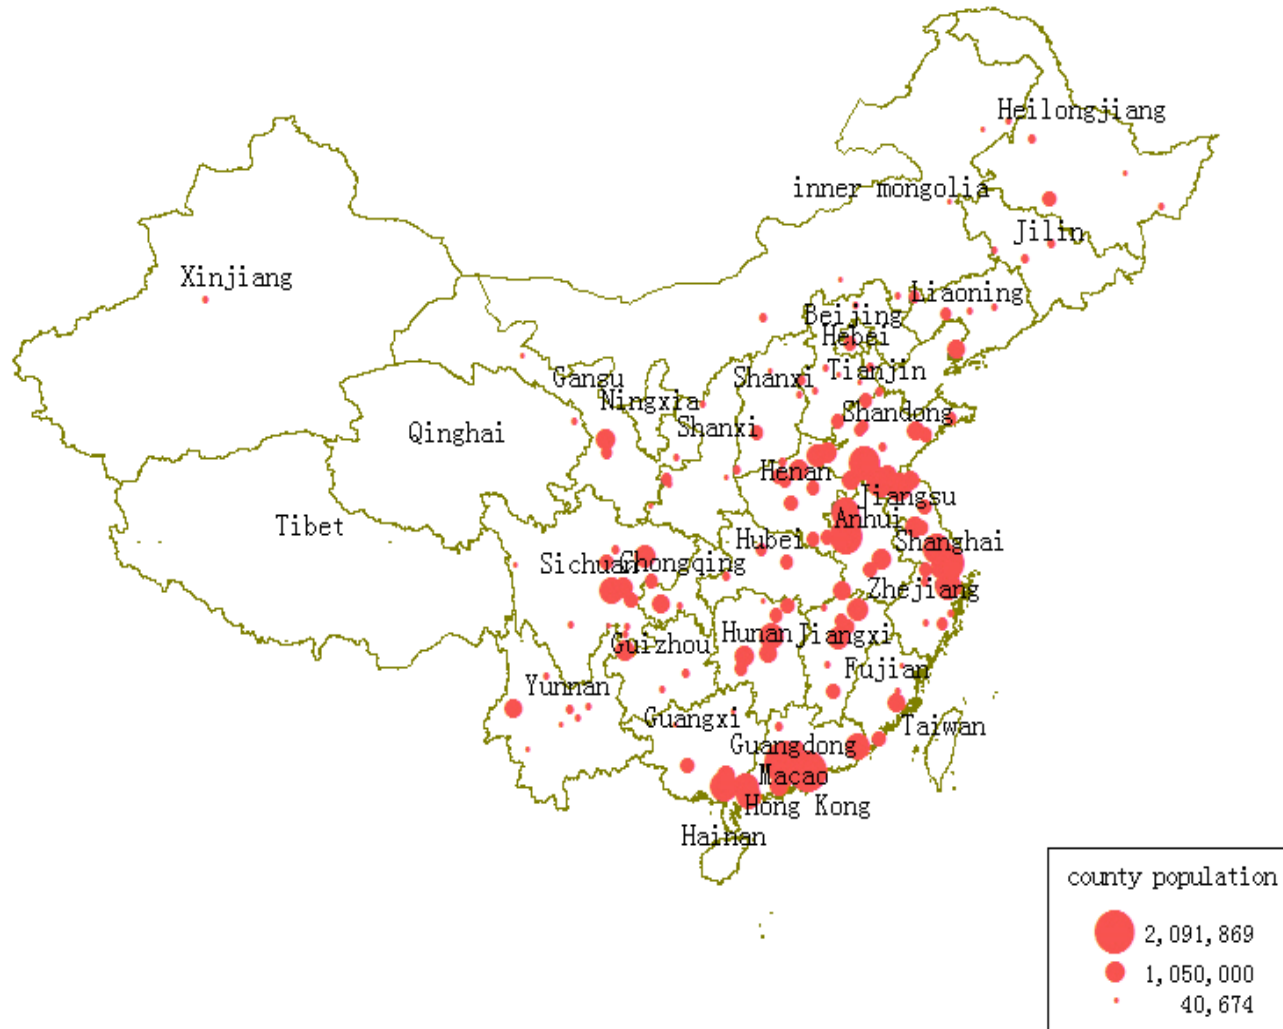 Heilongjiang
inner mongolia
Jilin
Xinjiang
Liaoning
Beijing
Hebei
Gangu
Shanxi
Tianjin
Ningxia
Shandong
Qinghai
Shanxi
Henan
Jiangsu
Tibet
Anhui
Hubei
Shanghai
Sichuan
Chongqing
Zhejiang
Hunan
Jiangxi
Guizhou
Fujian
Yunnan
Guangxi
Taiwan
Guangdong
Macao
Hong Kong
Hainan
county population
2,091,869
1,050,000
40,674